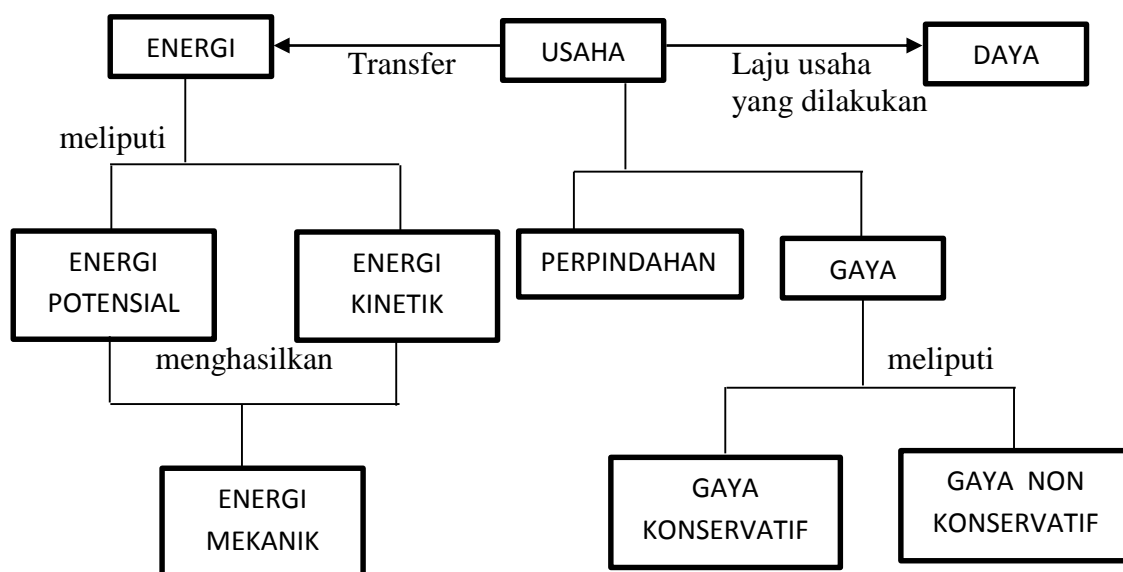 ENERGI
Transfer
USAHA
Laju usaha
yang dilakukan
DAYA
meliputi
ENERGI
POTENSIAL
ENERGI
KINETIK
PERPINDAHAN
GAYA
menghasilkan
meliputi
ENERGI
MEKANIK
GAYA
KONSERVATIF
GAYA NON
KONSERVATIF